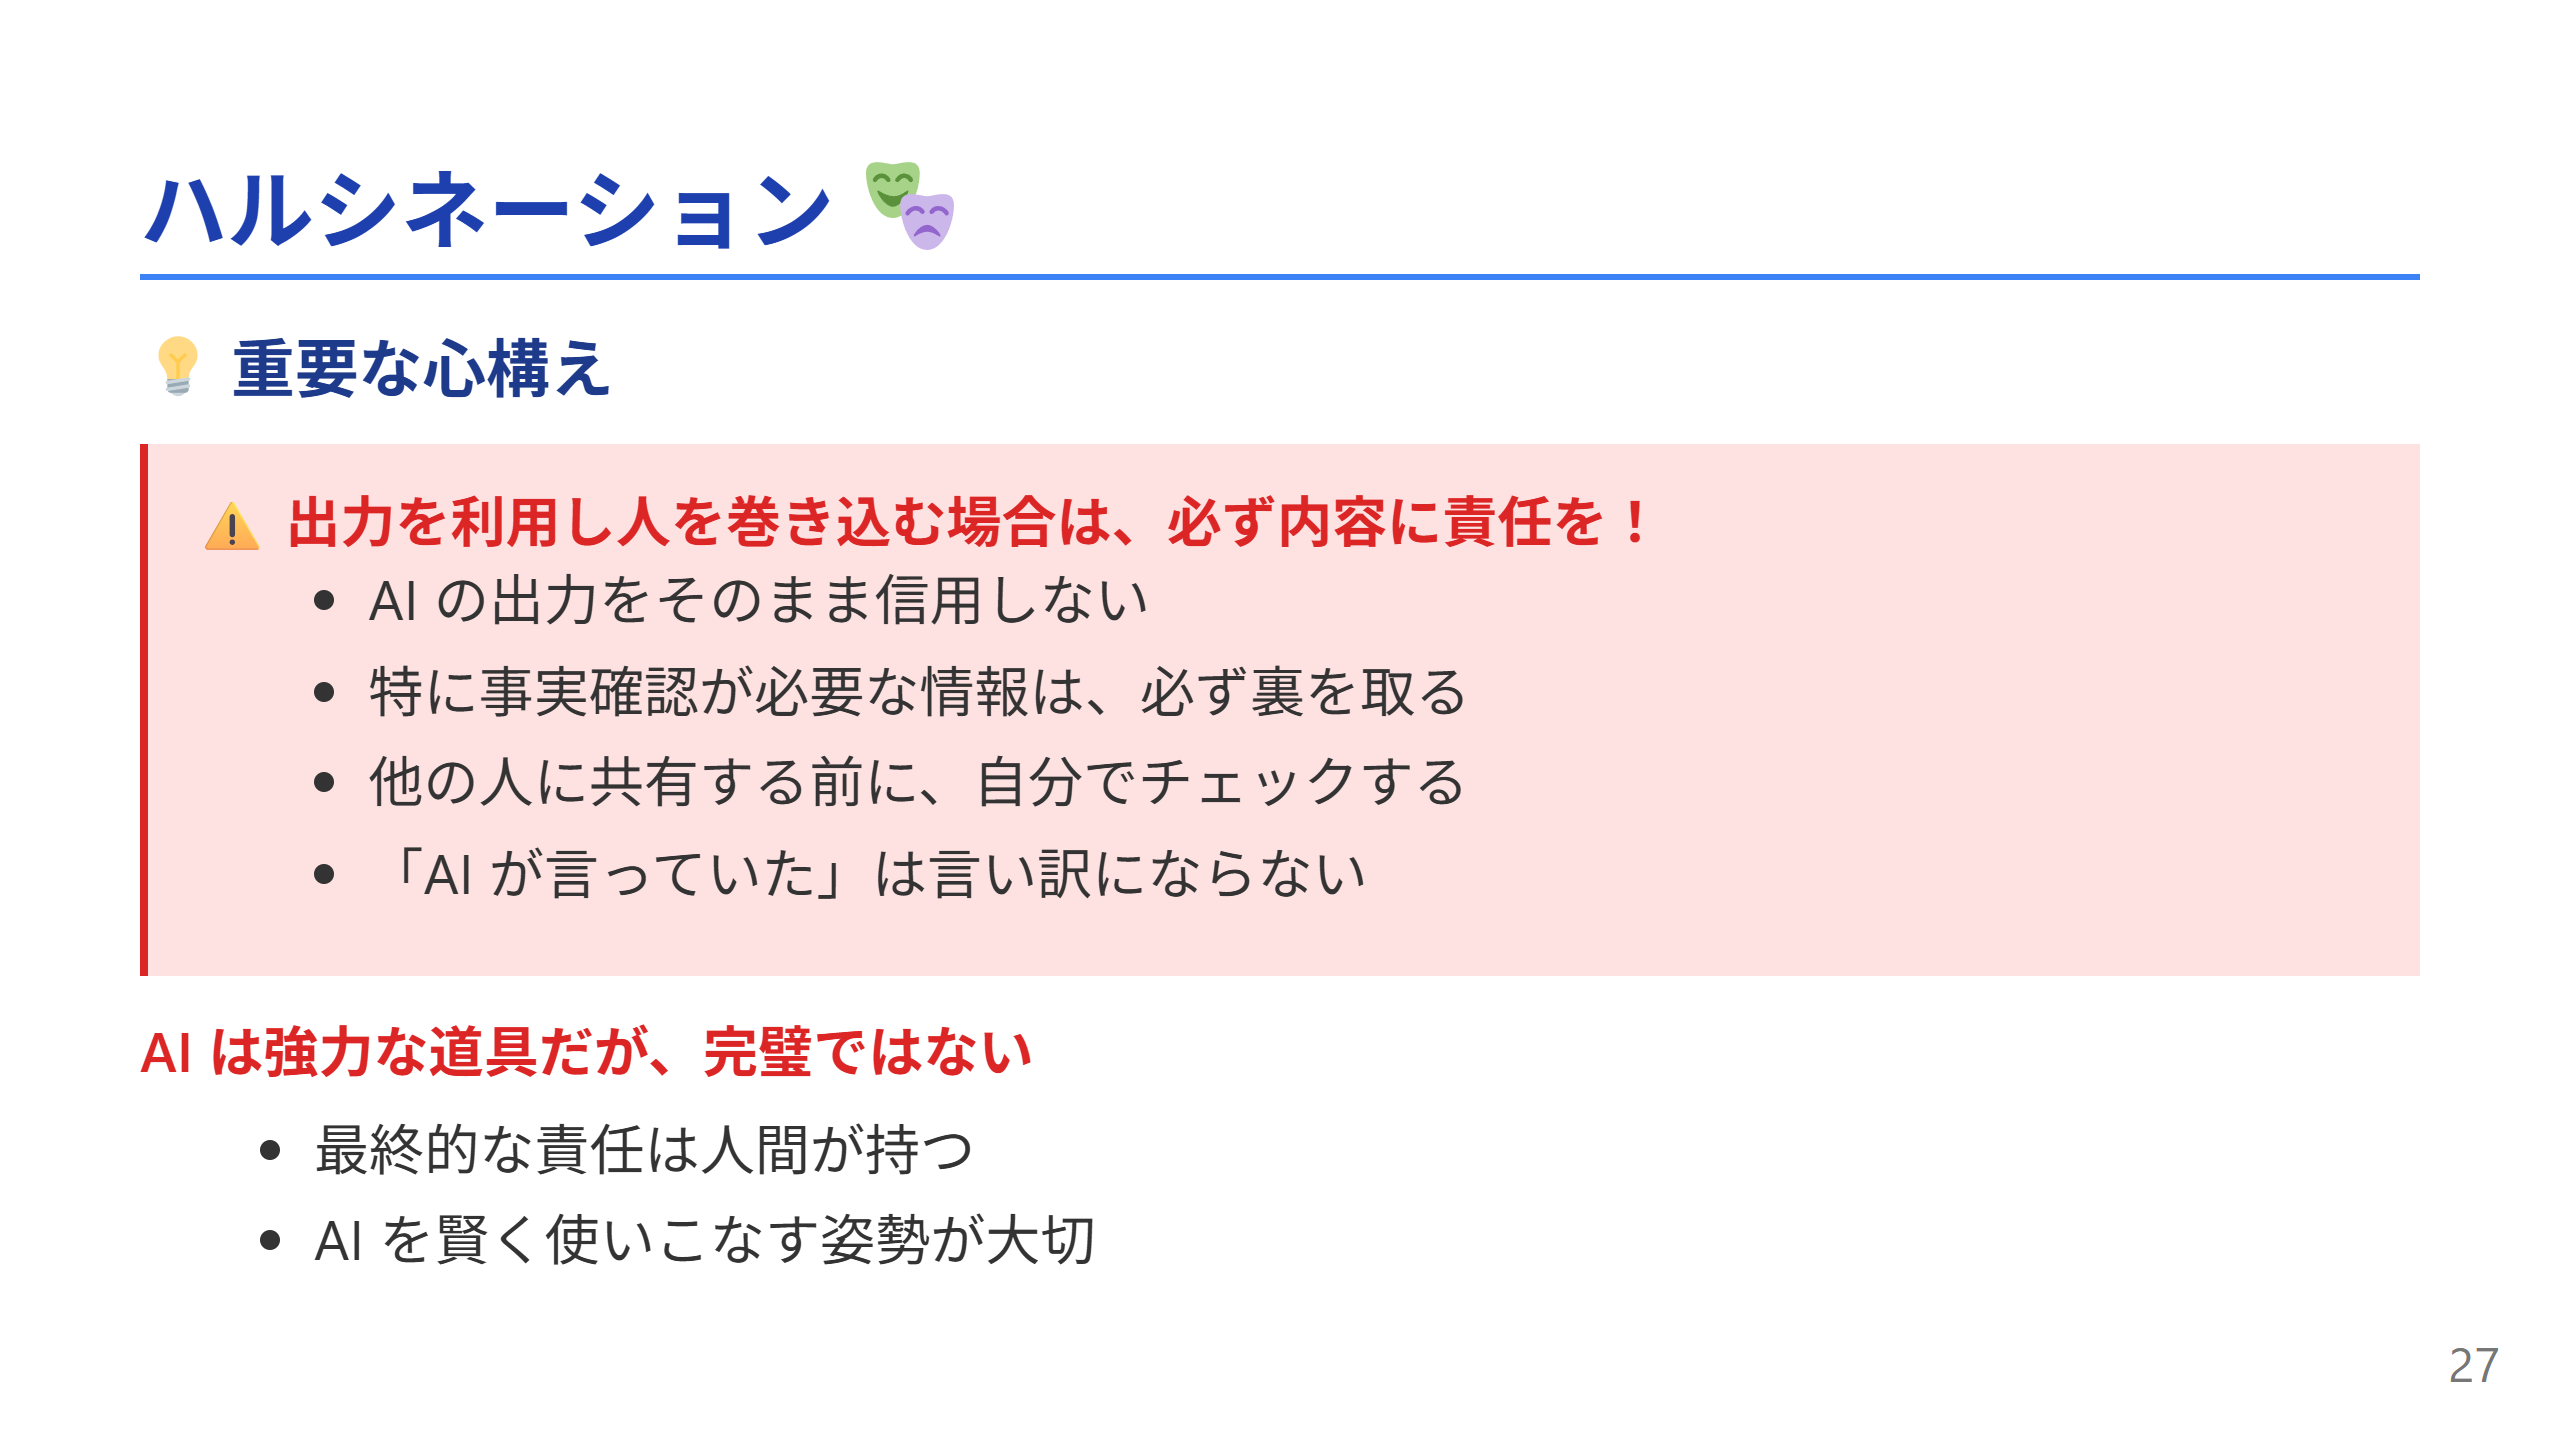 ハルシネーション 🎭
💡 重要な心構え
⚠️ 出力を利用し人を巻き込む場合は、必ず内容に責任を！
• AI の出力をそのまま信用しない
• 特に事実確認が必要な情報は、必ず裏を取る
• 他の人に共有する前に、自分でチェックする
• 「AI が言っていた」は言い訳にならない
AI は強力な道具だが、完璧ではない
• 最終的な責任は人間が持つ
• AI を賢く使いこなす姿勢が大切
27